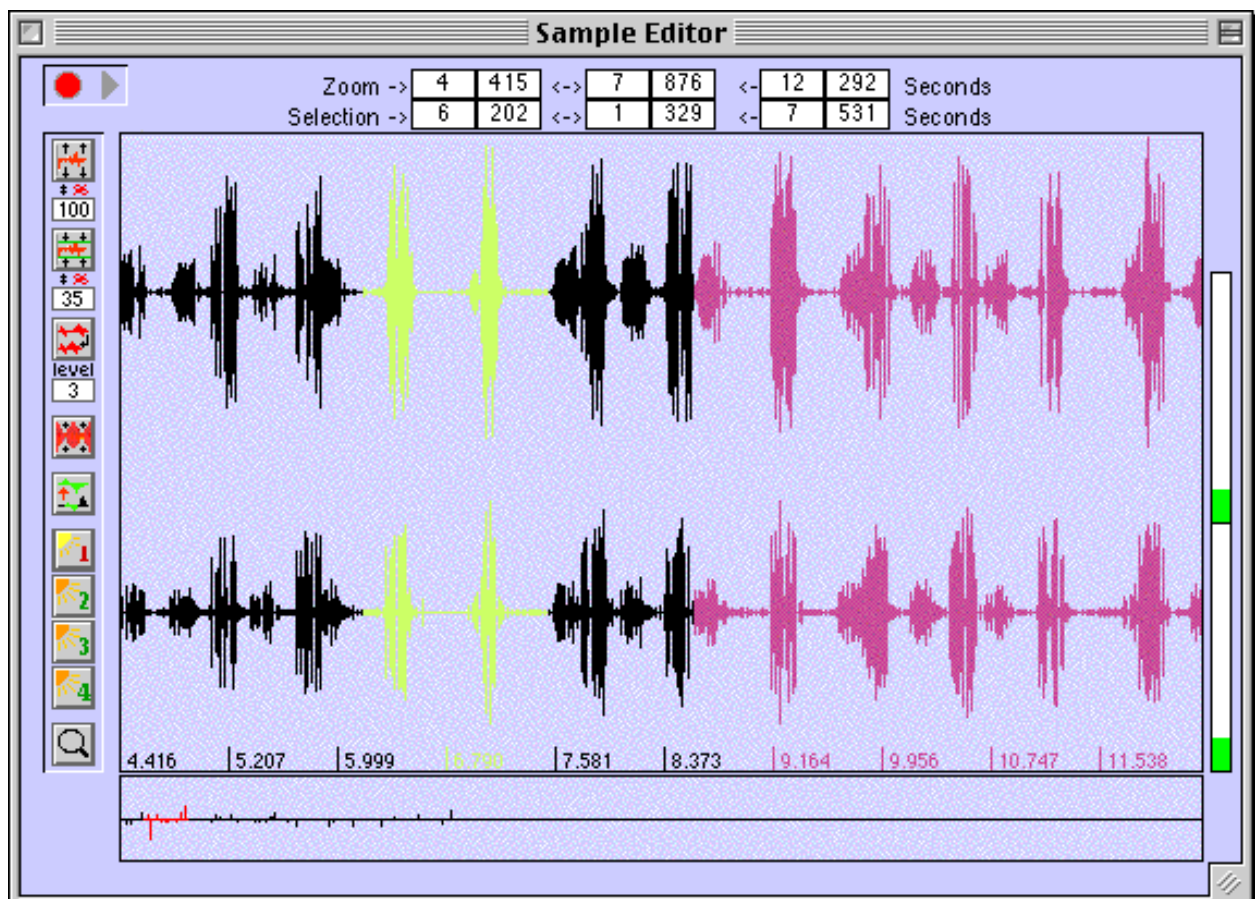 Sample Editor
Zoom -> 4 415 <-> 7 876 <- 12 292 Seconds
Selection -> 6 202 <-> 1 329 <- 7 531 Seconds
100
35
level
3
1
2
3
4
4.416 5.207 5.999 6.790 7.581 8.373 9.164 9.956 10.747 11.538